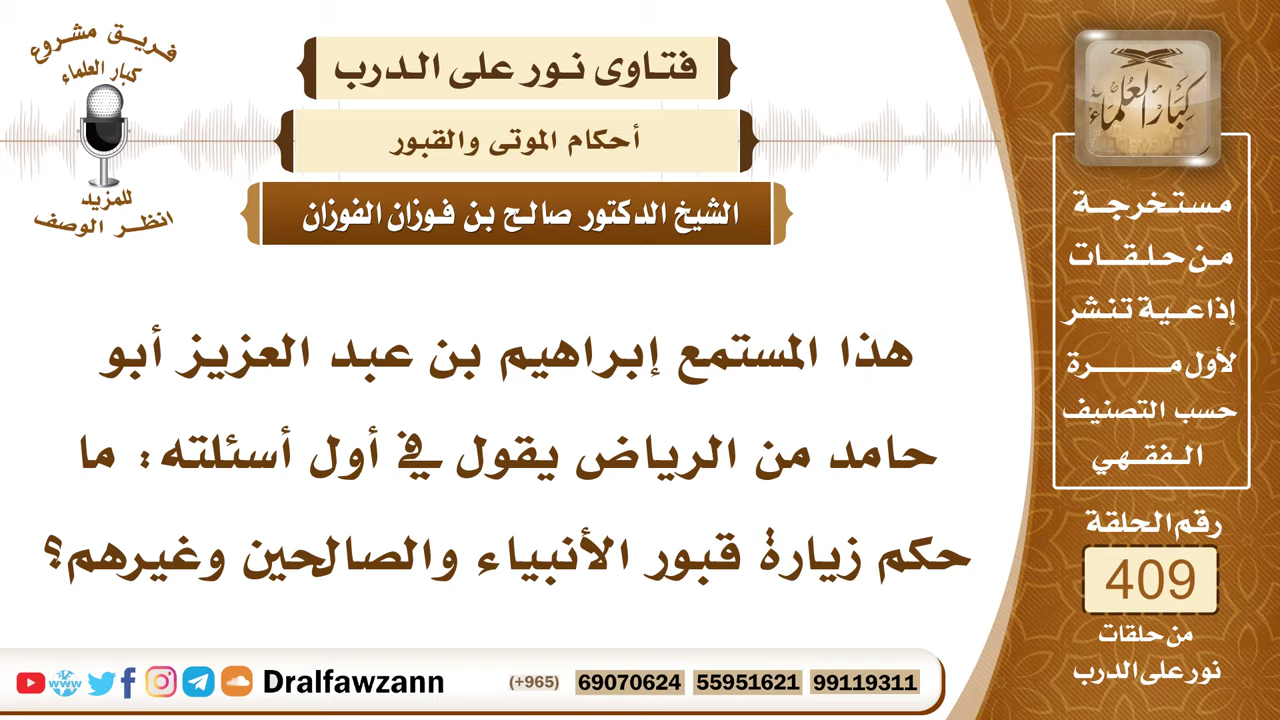 فريق مشروع
كبار العلماء
للمزيد
انظر الوصف
فتاوى نور على الدرب
أحكام الموتى والقبور
الشيخ الدكتور صالح بن فوزان الفوزان
هذا المستمع إبراهيم بن عبد العزيز أبو
حامد من الرياض يقول في أول أسئلته: ما
حكم زيارة قبور الأنبياء والصالحين وغيرهم؟
كبار العلماء
مستخرجة
من حلقات
إذاعية تنشر
لأول مرة
حسب التصنيف
الفقهي
رقم الحلقة
409
من حلقات
نور على الدرب
www Dralfawzann (+965) 69070624 55951621 99119311